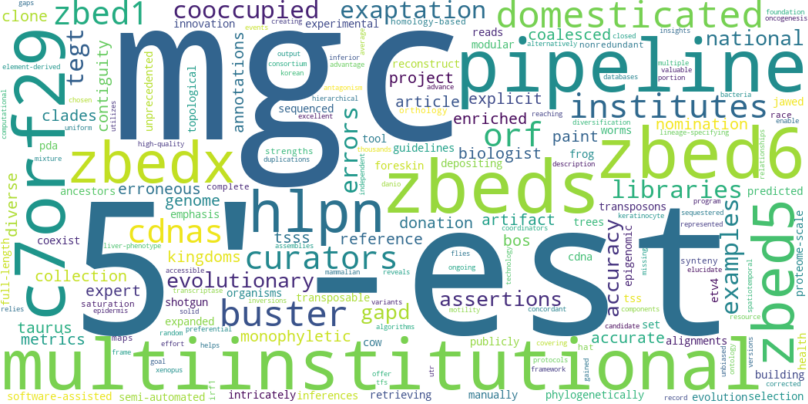 gaps
clone zbed1 cooccupied exaptation domesticated foundation oncogenesis
innovation experimental homology-based creating events
element-derived tegt contiguity unprecedented topological annotations output consortium korean reads modular coalesced closed nonredundant insights alternatively national
mgc pipeline
c7orf29 average inferior advantage reconstruct project databases multiple valuable portion
computational clades sequenced antagonism hierarchical article explicit institutes jawed
uniform chosen high-quality utilizes excellent advance orthology enriched bacteria race enable
pda zbedx errors strengths duplications tool thousands reaching orf paint nomination lineage-specifying diversification
mixture independent guidelines biologist worms description zbed6 relationships
ancestors erroneous complete foreskin depositing frog
diverse genome hlpn danio zbeds libraries predicted
emphasis 5'-est donation artifact transposons program
coexist cdnas tsss reference coordinators trees keratinocyte sequestered represented
liver-phenotype kingdoms assemblies bos cdna accuracy epigenomic missing synteny elucidate examples zbed5 proteome-scale
full-length collection accessible curators flies ongoing technology
expert evolutionary mammalian reveals concordant etv4 spatiotemporal
relies saturation transcriptase organisms inversions variants assertions tss components resource
epidermis shotgun solid transposable motility candidate set
taurus maps buster gapd algorithms accurate alignments unbiased ontology versions health
metrics expanded random preferential monophyletic publicly covering hat building
frame effort helps cow offer protocols framework gained corrected
multiinstitutional
goal xenopus irf1 tfs utr
software-assisted semi-automated intricately inferences retrieving manually phylogenetically record evolution selection